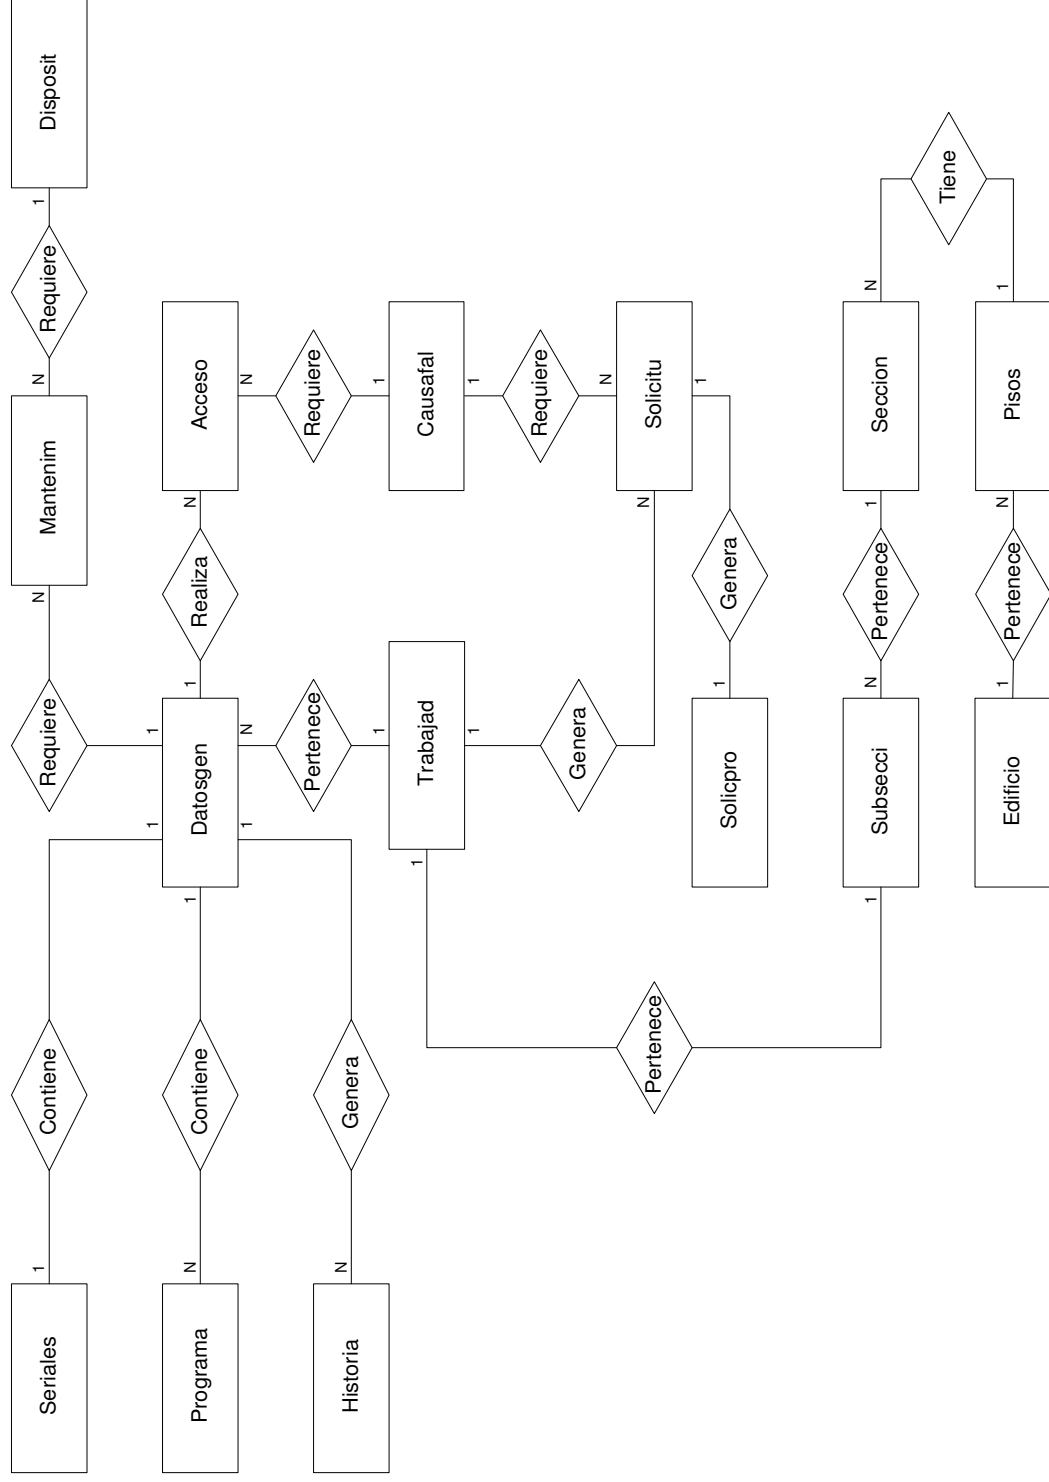 Seriales
1
Contiene
Requiere
N
Mantenim
N
Requiere
1
Disposit
1
1
Programa
N
Contiene
1
Datosgen
1
Realiza
N
Acceso
1
N
N
Pertenece
Requiere
Historia
N
Genera
1
1
1
Trabajad
Causafal
1
1
Requiere
Genera
N
N
Pertenece
Solicitu
1
Solicpro
1
Genera
1
Subsecci
N
Pertenece
1
Seccion
N
Tiene
Edificio
1
Pertenece
N
Pisos
1